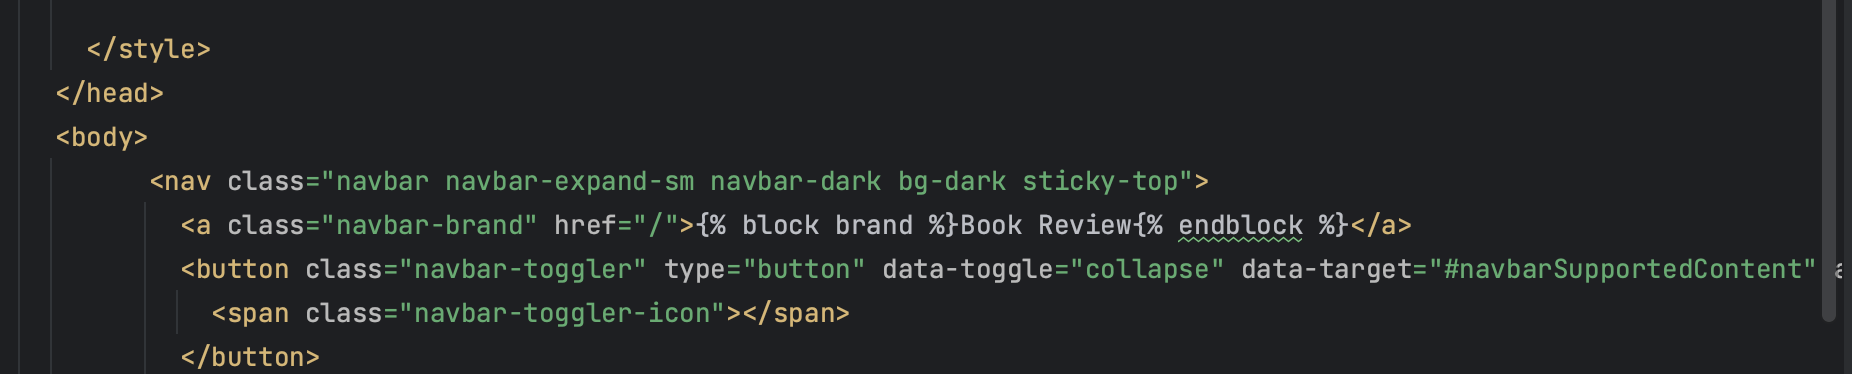 </style>
</head>
<body>
<nav class="navbar navbar-expand-sm navbar-dark bg-dark sticky-top">
<a class="navbar-brand" href="/">{% block brand %}Book Review{% endblock %}</a>
<button class="navbar-toggler" type="button" data-toggle="collapse" data-target="#navbarSupportedContent"
<span class="navbar-toggler-icon"></span>
</button>